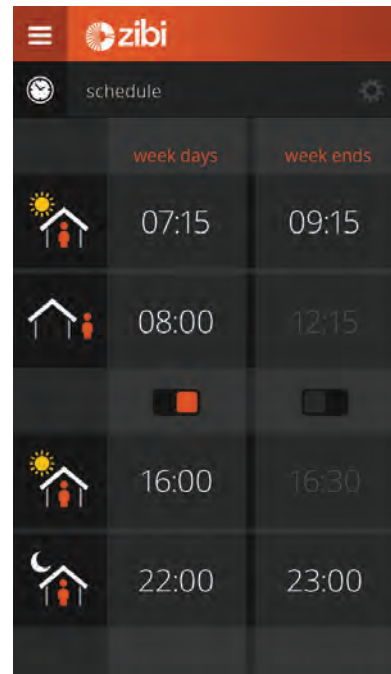 zibi
schedule
week days week ends
07:15 09:15
08:00 12:15
16:00 16:30
22:00 23:00